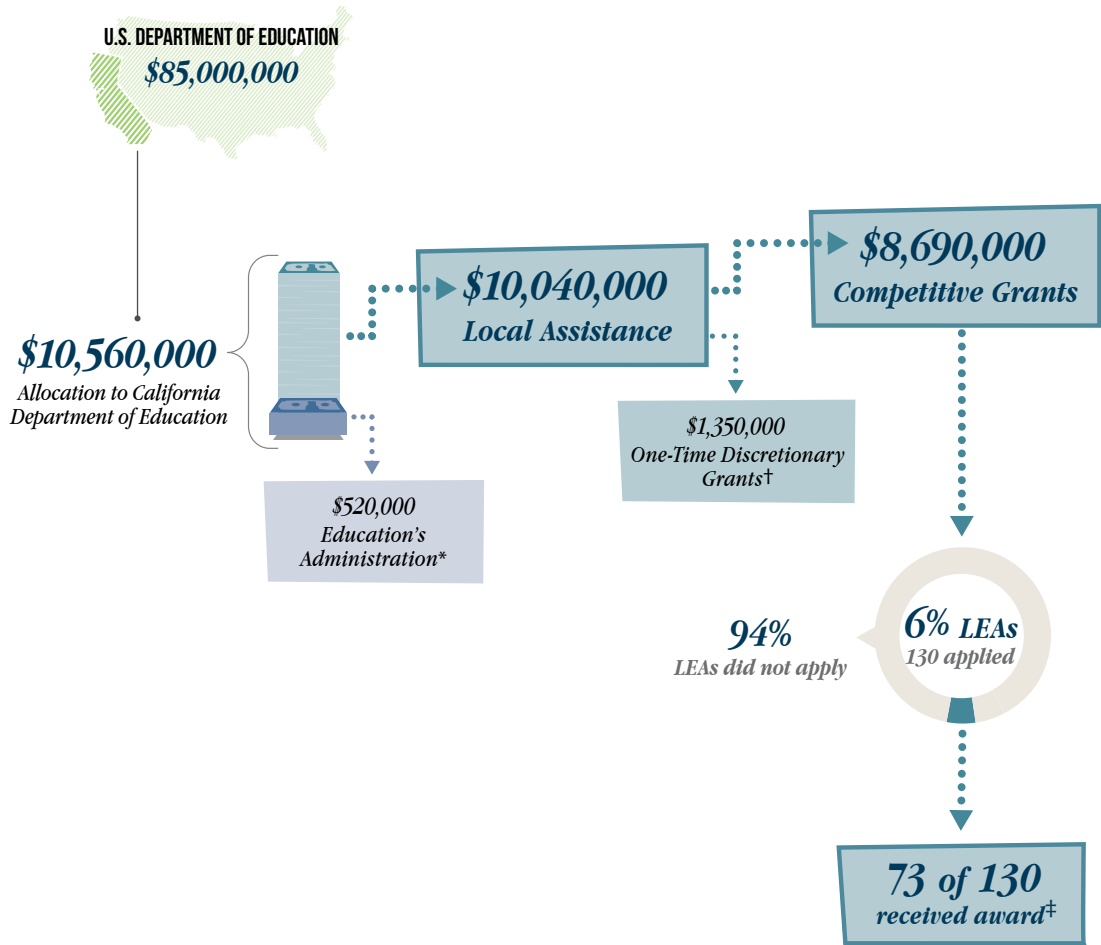 U.S. DEPARTMENT OF EDUCATION
$85,000,000
$10,560,000
Allocation to California
Department of Education
$520,000
Education's
Administration*
$10,040,000
Local Assistance
$1,350,000
One-Time Discretionary
Grants†
$8,690,000
Competitive Grants
94%
LEAs did not apply
6% LEAs
130 applied
73 of 130
received award‡